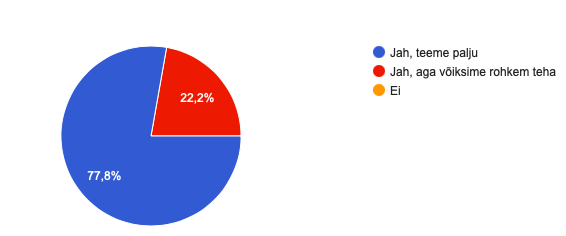 Jah, teeme palju
Jah, aga võiksime rohkem teha
Ei
22,2%
77,8%